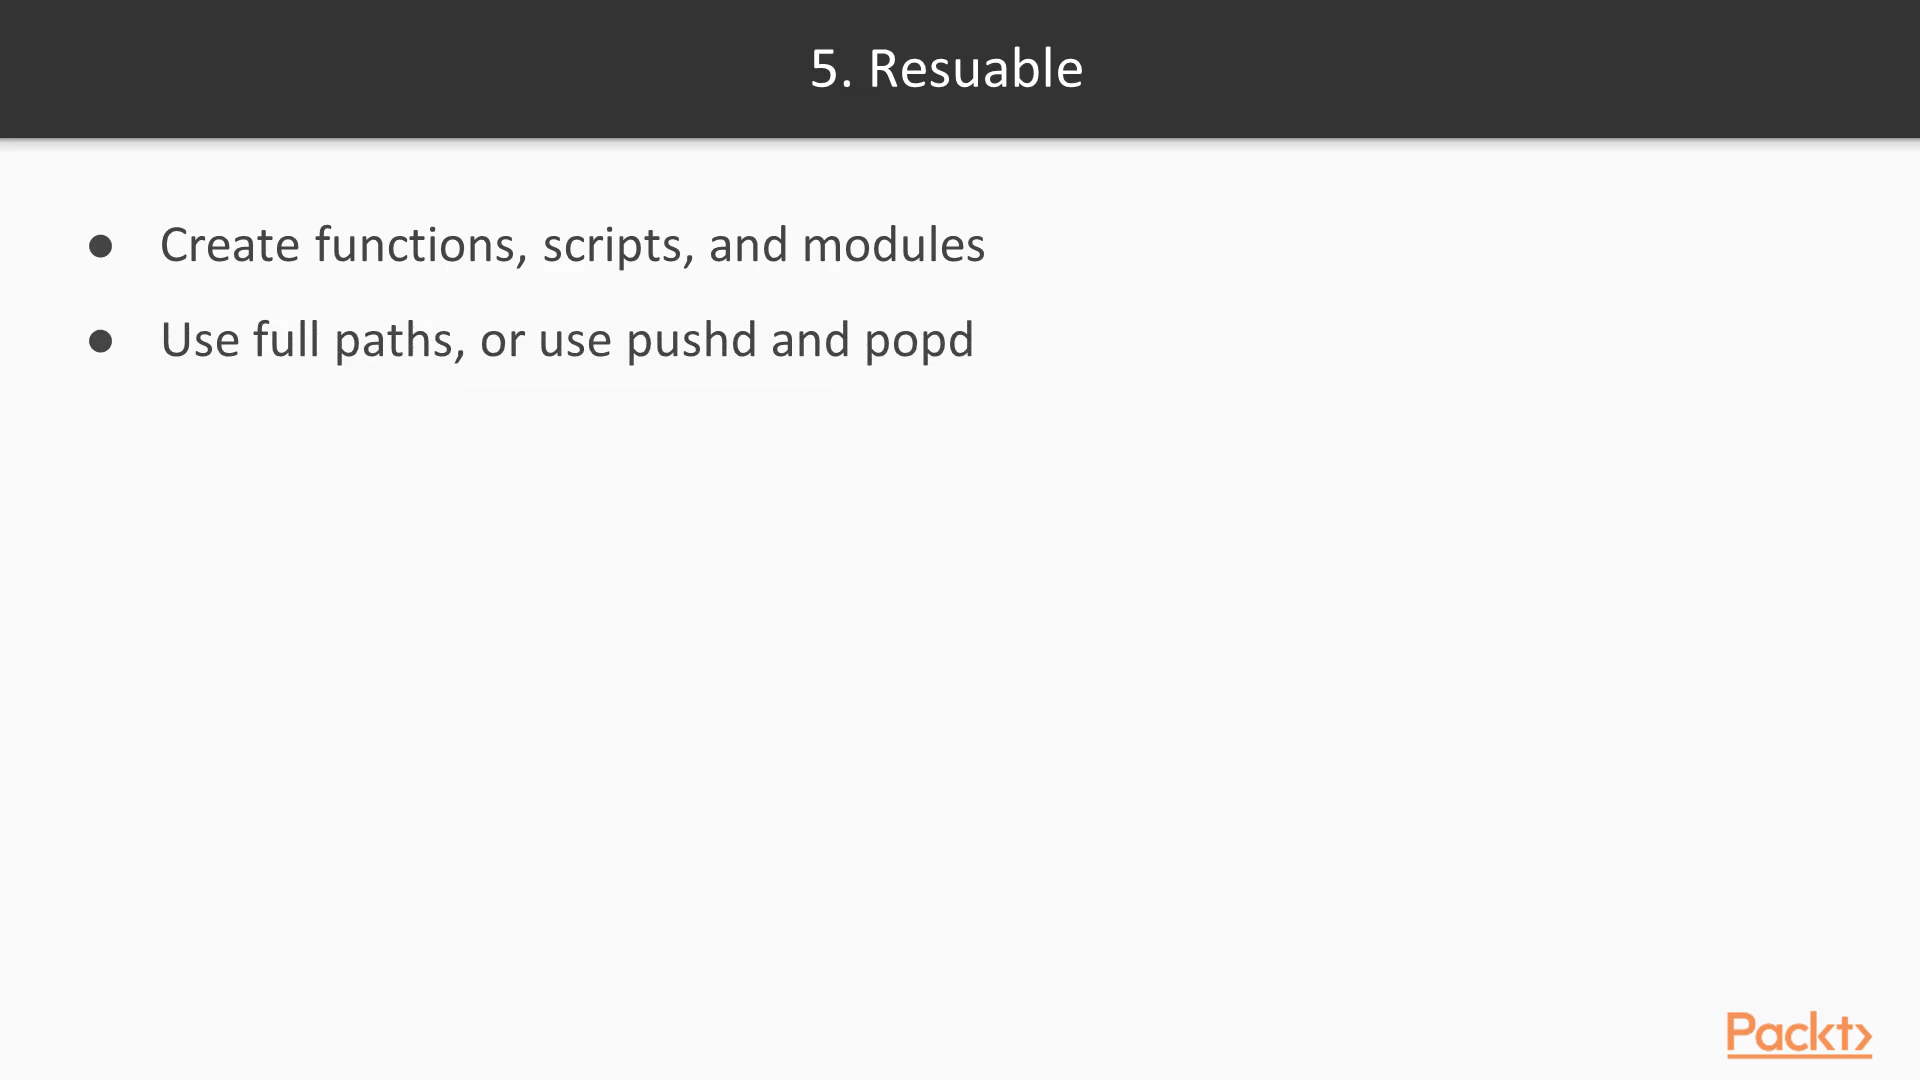 5. Resuable
● Create functions, scripts, and modules
● Use full paths, or use pushd and popd
Packt>